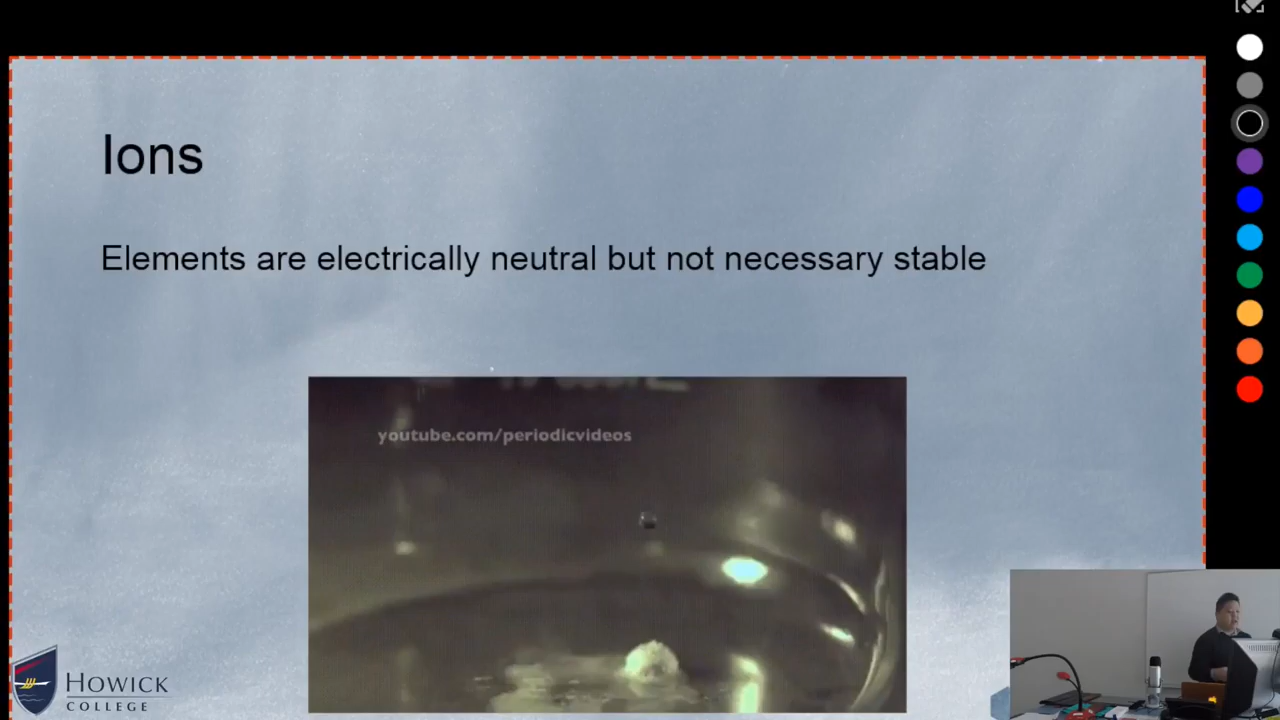 Ions
Elements are electrically neutral but not necessary stable
youtube.com/periodicvideos
HOWICK
COLLEGE